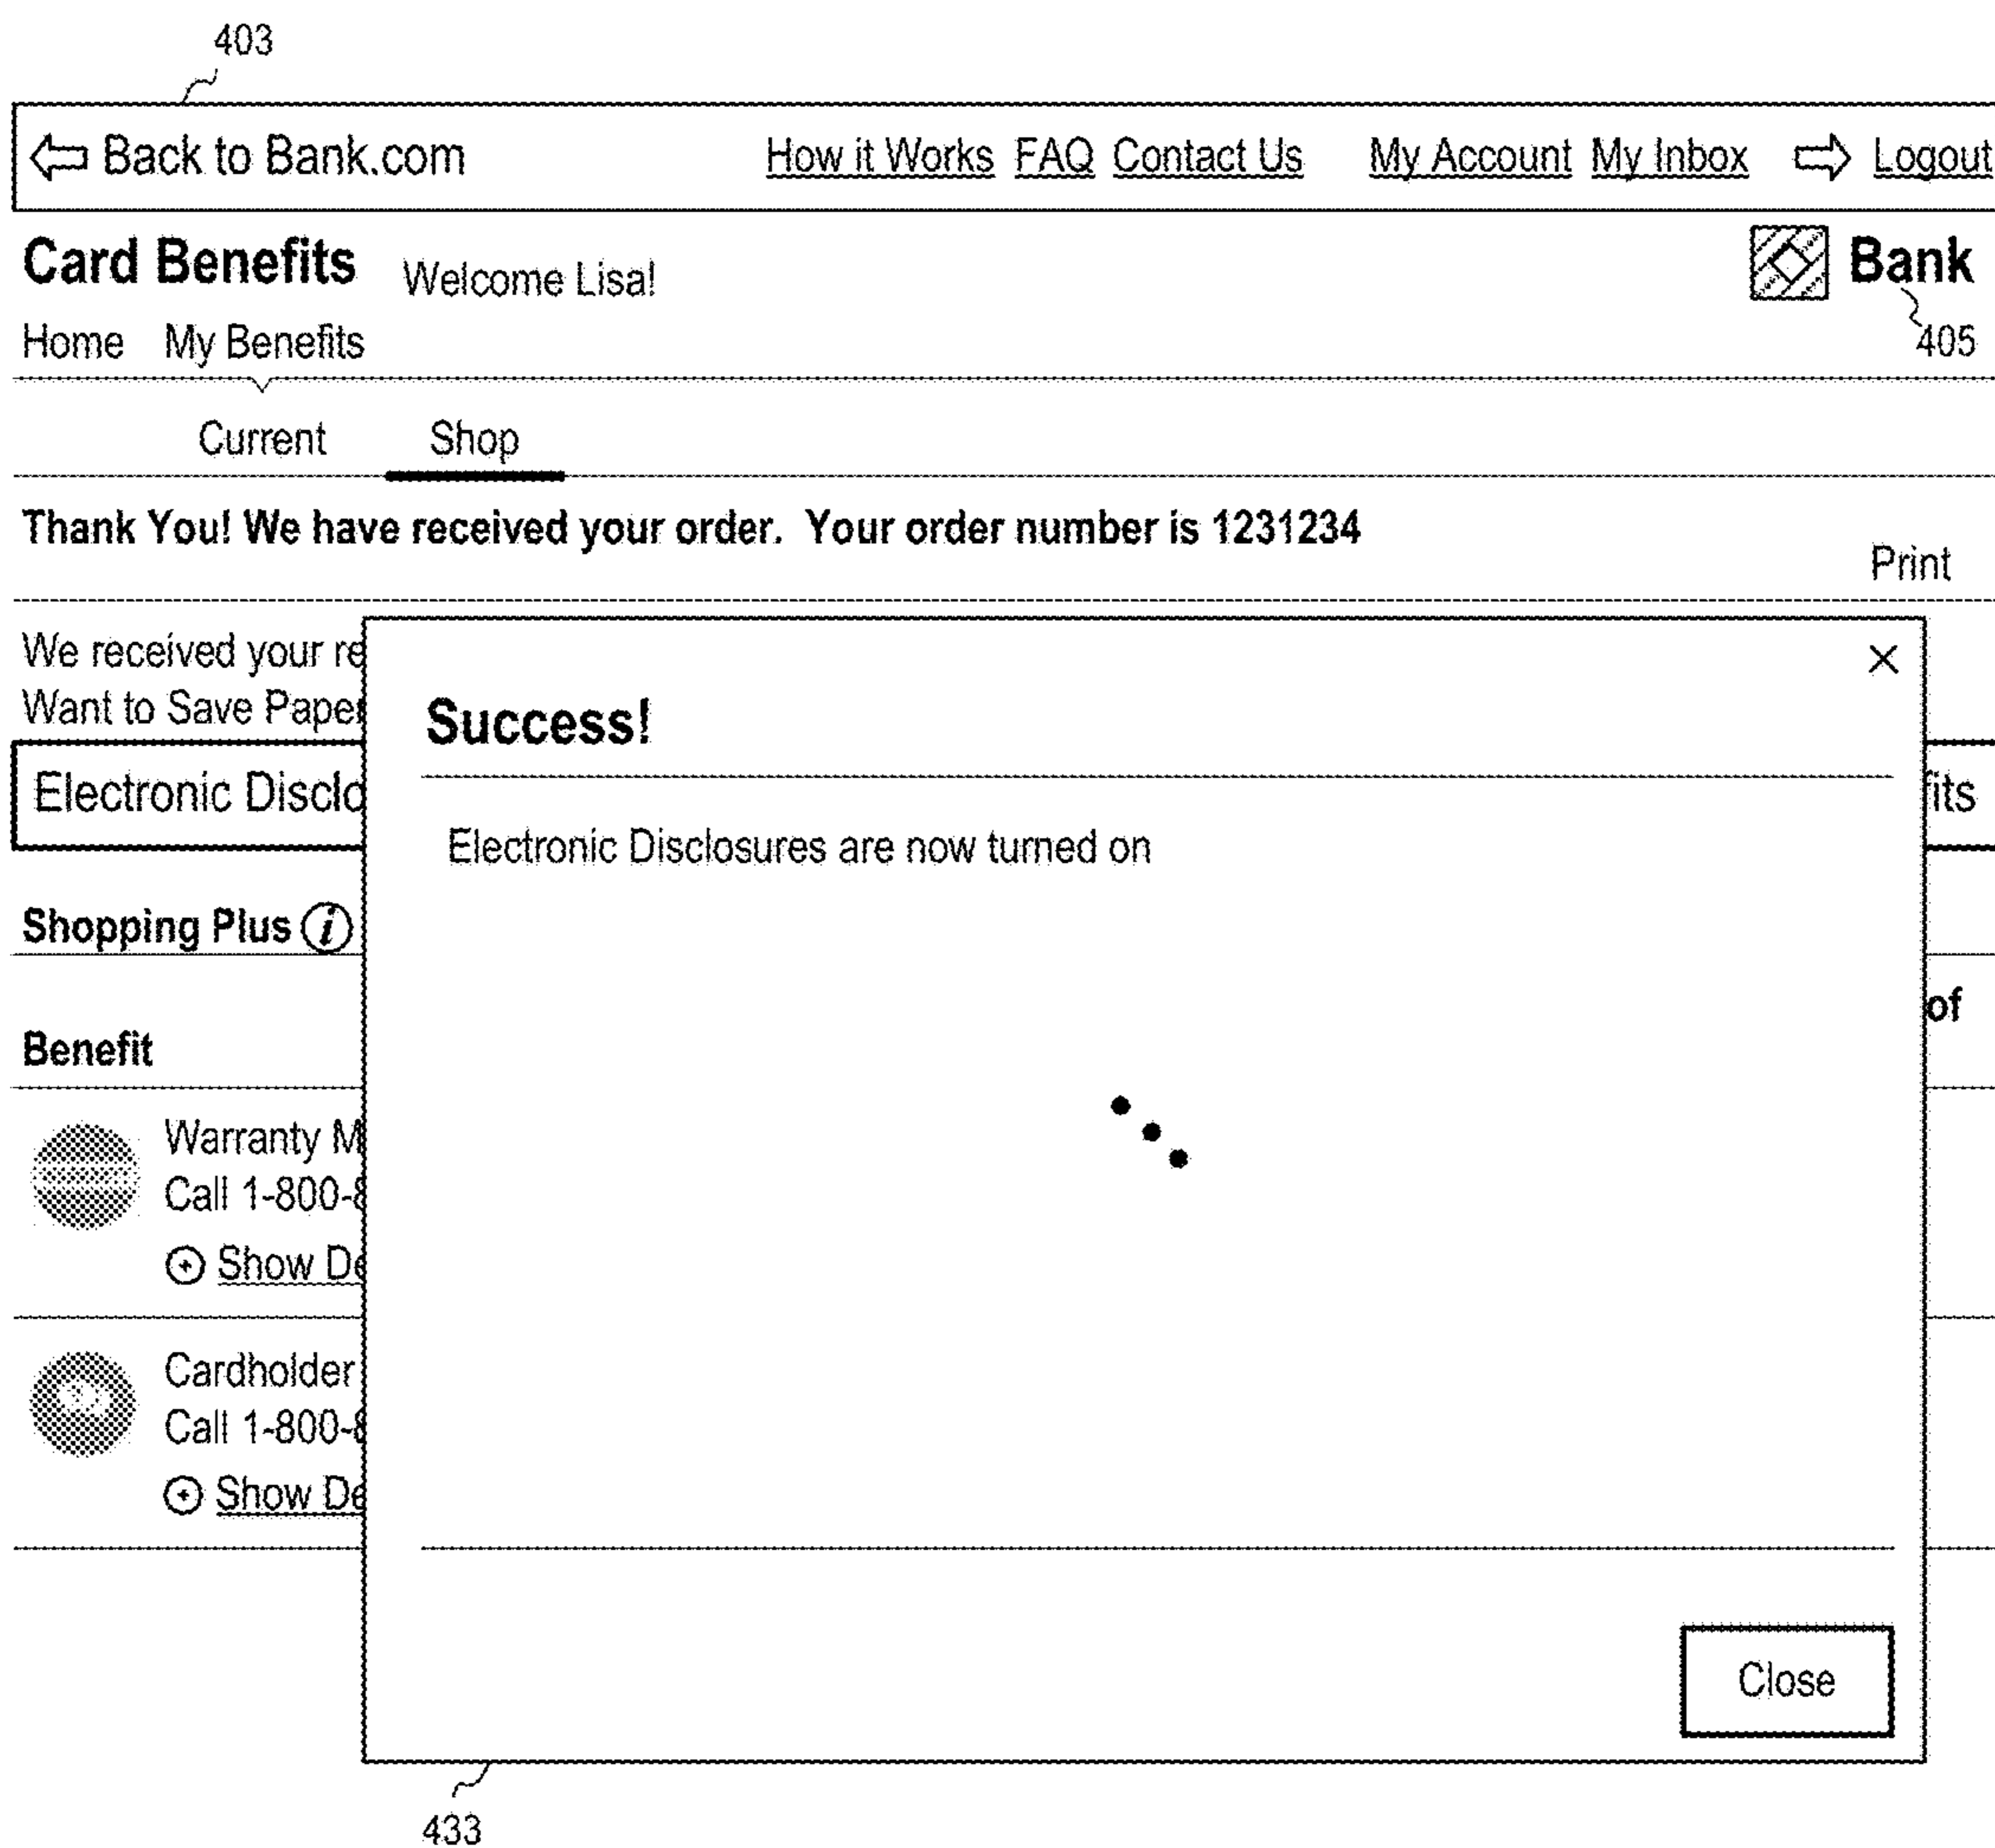 403
Back to Bank.com How it Works FAQ Contact Us My Account My Inbox Logout
Card Benefits Welcome Lisa! Bank
405
Home My Benefits
Current Shop
Thank You! We have received your order. Your order number is 1231234
Print
We received your re
Want to Save Paper
Electronic Disclo
fits
Shopping Plus i
of
Benefit
Warranty M
Call 1-800-8
Show De
Cardholder
Call 1-800-8
Show De
×
Success!
Electronic Disclosures are now turned on
Close
433